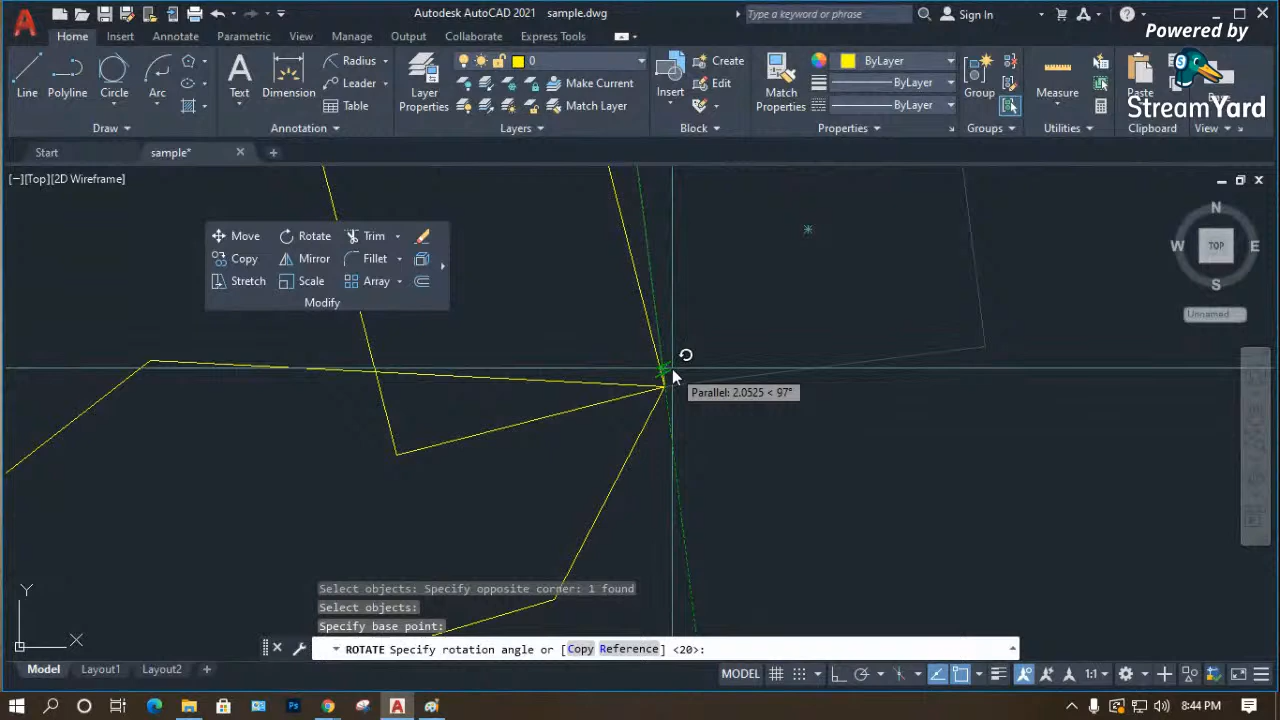 Autodesk AutoCAD 2021 sample.dwg
Type a keyword or phrase
Sign In
Powered by
StreamYard
Home Insert Annotate Parametric View Manage Output Collaborate Express Tools
Line Polyline Circle Arc
Draw
Text Dimension
Radius
Leader
Table
Annotation
Layer
Properties
0
Make Current
Match Layer
Layers
Insert
Create
Edit
Block
Match
Properties
ByLayer
ByLayer
ByLayer
Properties
Group
Groups
Measure
Utilities
Paste
Clipboard
Base
View
Start sample*
[−][Top][2D Wireframe]
Move Rotate Trim
Copy Mirror Fillet
Stretch Scale Array
Modify
N
W TOP E
S
Unnamed
Parallel: 2.0525 < 97°
Y
X
Select objects: Specify opposite corner: 1 found
Select objects:
Specify base point:
ROTATE Specify rotation angle or [Copy Reference] <20>:
Model Layout1 Layout2 +
MODEL 1:1
8:44 PM